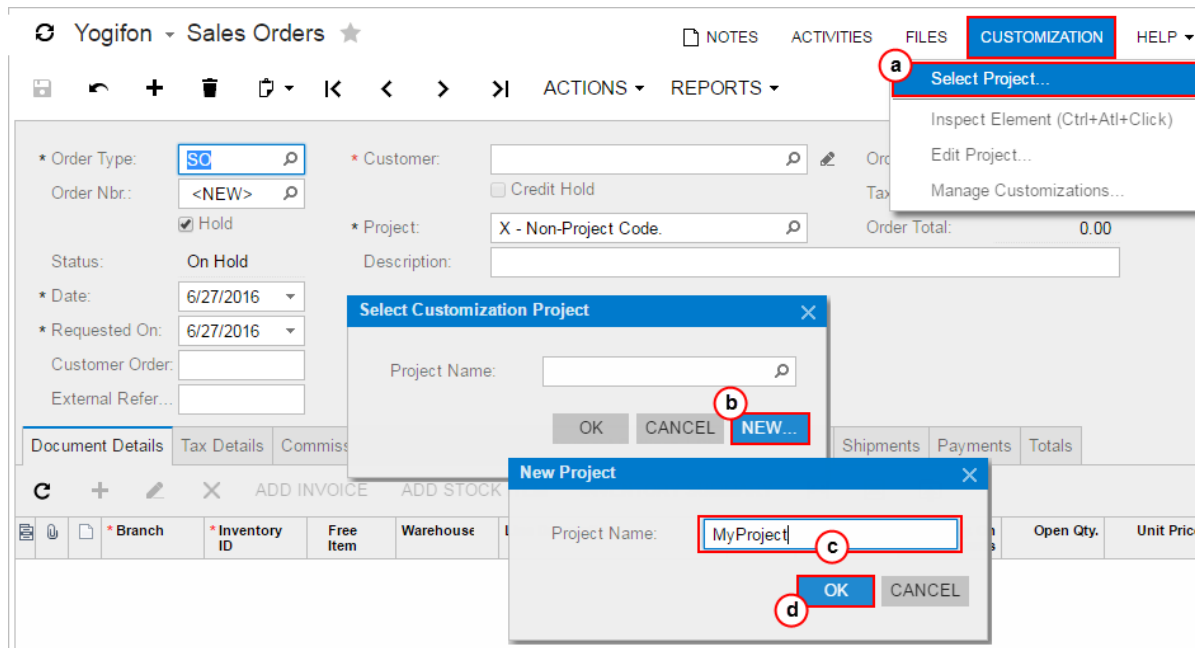 Yogifon Sales Orders
NOTES ACTIVITIES FILES CUSTOMIZATION HELP
a
Select Project...
ACTIONS REPORTS
Inspect Element (Ctrl+Atl+Click)
Edit Project...
Manage Customizations...
* Order Type: SO * Customer:
Order Nbr.: <NEW> Credit Hold
Hold * Project: X - Non-Project Code. Order Total: 0.00
Status: On Hold Description:
* Date: 6/27/2016
* Requested On: 6/27/2016
Customer Order:
External Refer...
Select Customization Project
Project Name:
b
OK CANCEL NEW...
Document Details Tax Details Shipments Payments Totals
New Project
ADD INVOICE ADD STOCK
Project Name: MyProject
c
* Branch * Inventory ID Free Item Warehouse Open Qty.
OK CANCEL
d